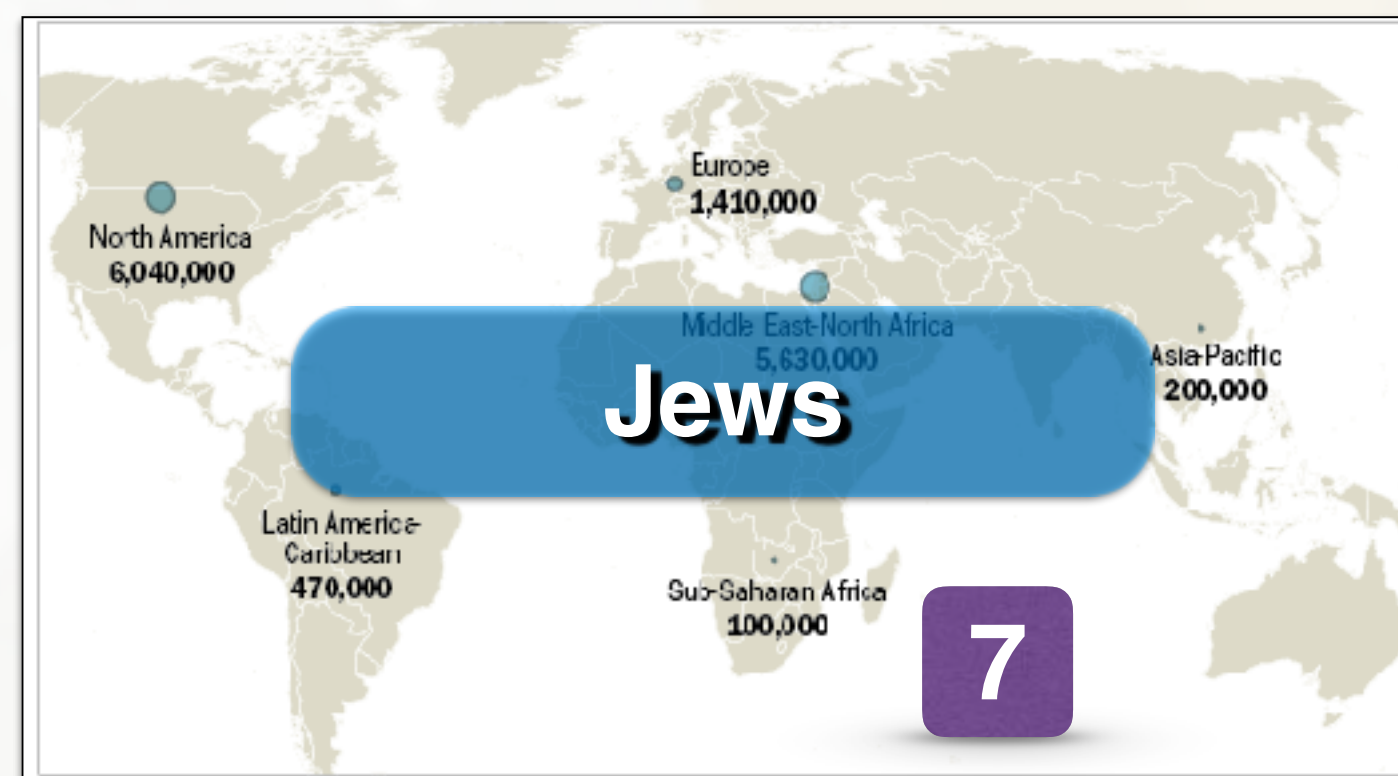 Europe
1,410,000
North America
6,040,000
Middle East-North Africa
5,630,000
Asia-Pacific
200,000
Jews
Latin America-
Caribbean
470,000
Sub-Saharan Africa
100,000
7